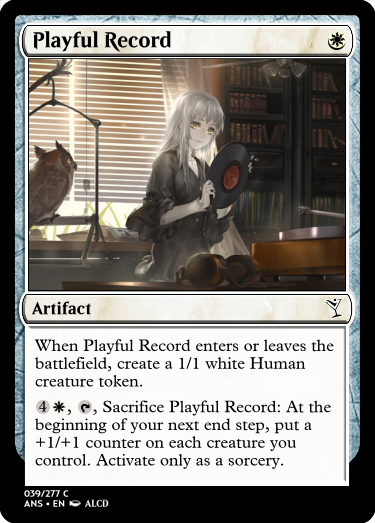 Playful Record
Artifact
When Playful Record enters or leaves the
battlefield, create a 1/1 white Human
creature token.
4, , Sacrifice Playful Record: At the
beginning of your next end step, put a
+1/+1 counter on each creature you
control. Activate only as a sorcery.
039/277 C
ANS • EN ALCD